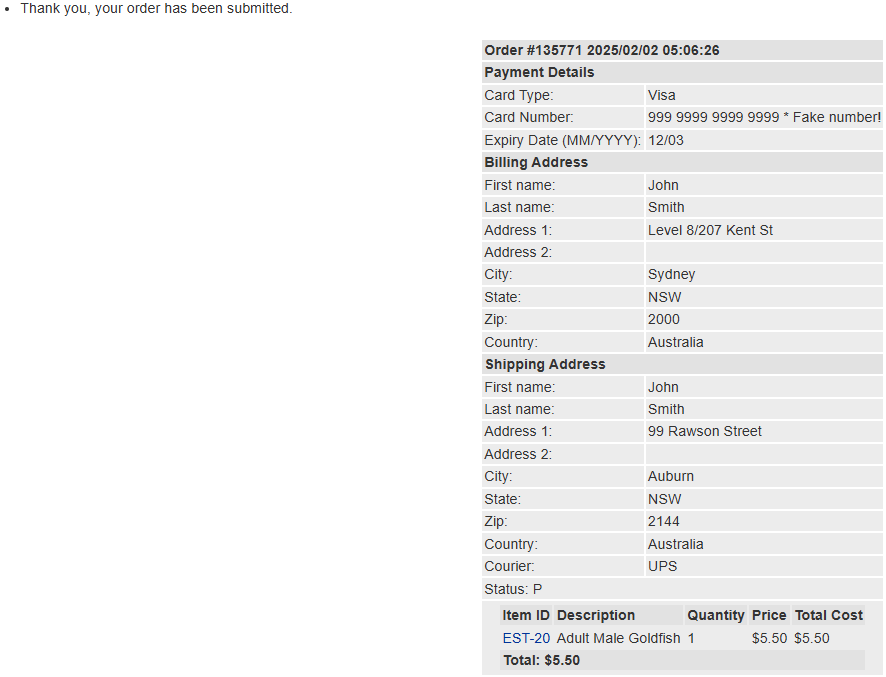 Thank you, your order has been submitted.
Order #135771 2025/02/02 05:06:26
Payment Details
Card Type: Visa
Card Number: 999 9999 9999 9999 * Fake number!
Expiry Date (MM/YYYY): 12/03
Billing Address
First name: John
Last name: Smith
Address 1: Level 8/207 Kent St
Address 2:
City: Sydney
State: NSW
Zip: 2000
Country: Australia
Shipping Address
First name: John
Last name: Smith
Address 1: 99 Rawson Street
Address 2:
City: Auburn
State: NSW
Zip: 2144
Country: Australia
Courier: UPS
Status: P
Item ID Description Quantity Price Total Cost
EST-20 Adult Male Goldfish 1 $5.50 $5.50
Total: $5.50